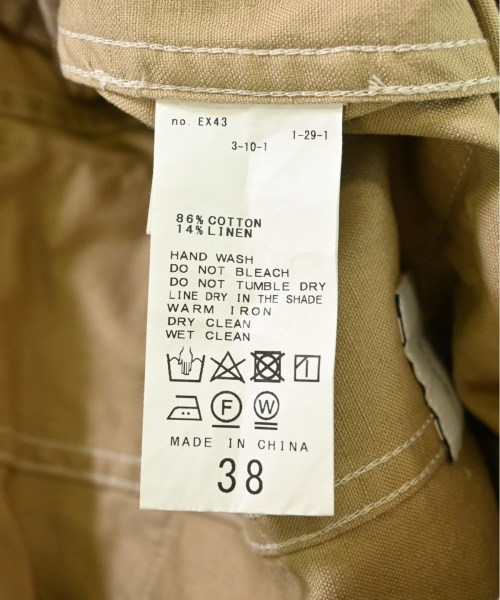 no. EX43
1-29-1
3-10-1
86% COTTON
14% LINEN
HAND WASH
DO NOT BLEACH
DO NOT TUMBLE DRY
LINE DRY IN THE SHADE
WARM IRON
DRY CLEAN
WET CLEAN
F W
MADE IN CHINA
38